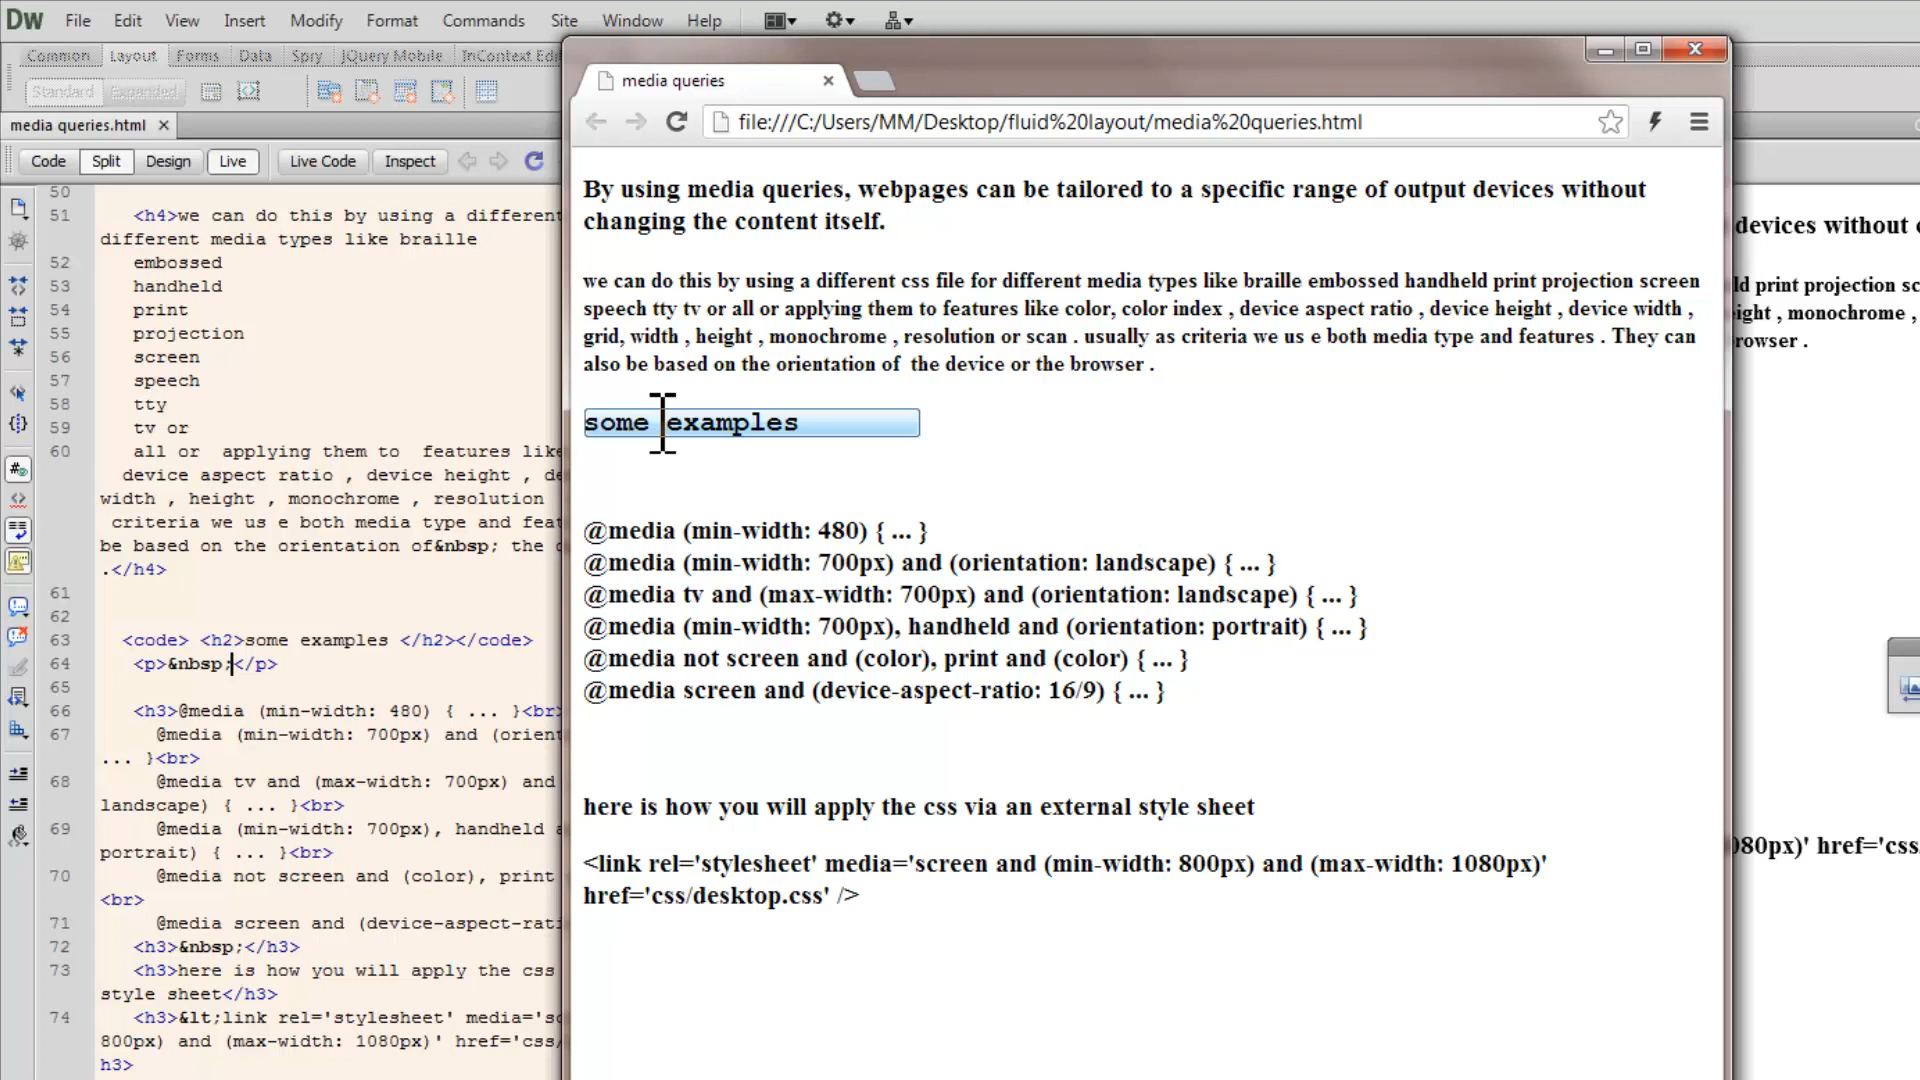 Dw File Edit View Insert Modify Format Commands Site Window Help
Common Layout Forms Data Spry jQuery Mobile InContext Edi
Standard Expanded
media queries.html
Code Split Design Live Live Code Inspect
50
51 <h4>we can do this by using a different
different media types like braille
52 embossed
53 handheld
54 print
55 projection
56 screen
57 speech
58 tty
59 tv or
60 all or applying them to features like
device aspect ratio , device height , de
width , height , monochrome , resolution
criteria we us e both media type and feat
be based on the orientation of&nbsp; the d
.</h4>
61
62
63 <code> <h2>some examples </h2></code>
64 <p>&nbsp;</p>
65
66 <h3>@media (min-width: 480) { ... }<br>
67 @media (min-width: 700px) and (orient
... }<br>
68 @media tv and (max-width: 700px) and
landscape) { ... }<br>
69 @media (min-width: 700px), handheld a
portrait) { ... }<br>
70 @media not screen and (color), print
<br>
71 @media screen and (device-aspect-rati
72 <h3>&nbsp;</h3>
73 <h3>here is how you will apply the css
style sheet</h3>
74 <h3>&lt;link rel='stylesheet' media='sc
800px) and (max-width: 1080px)' href='css/
h3>
media queries
file:///C:/Users/MM/Desktop/fluid%20layout/media%20queries.html
By using media queries, webpages can be tailored to a specific range of output devices without
changing the content itself.
we can do this by using a different css file for different media types like braille embossed handheld print projection screen
speech tty tv or all or applying them to features like color, color index , device aspect ratio , device height , device width ,
grid, width , height , monochrome , resolution or scan . usually as criteria we us e both media type and features . They can
also be based on the orientation of the device or the browser .
some examples
@media (min-width: 480) { ... }
@media (min-width: 700px) and (orientation: landscape) { ... }
@media tv and (max-width: 700px) and (orientation: landscape) { ... }
@media (min-width: 700px), handheld and (orientation: portrait) { ... }
@media not screen and (color), print and (color) { ... }
@media screen and (device-aspect-ratio: 16/9) { ... }
here is how you will apply the css via an external style sheet
<link rel='stylesheet' media='screen and (min-width: 800px) and (max-width: 1080px)'
href='css/desktop.css' />
devices without c
ld print projection sc
eight , monochrome ,
rowser .
080px)' href='css